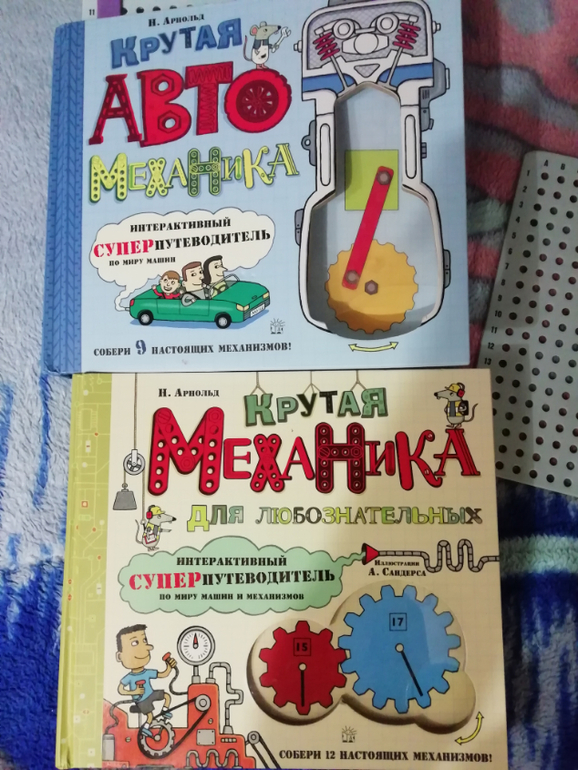 11
Н. Арнольд
Крутая
Авто
Механика
Интерактивный
суперпутеводитель
по миру машин
Собери 9 настоящих механизмов!
Н. Арнольд
Крутая
Механика
для любознательных
Интерактивный
суперпутеводитель
по миру машин и механизмов
Иллюстрации
А. Сандерса
15
17
Собери 12 настоящих механизмов!